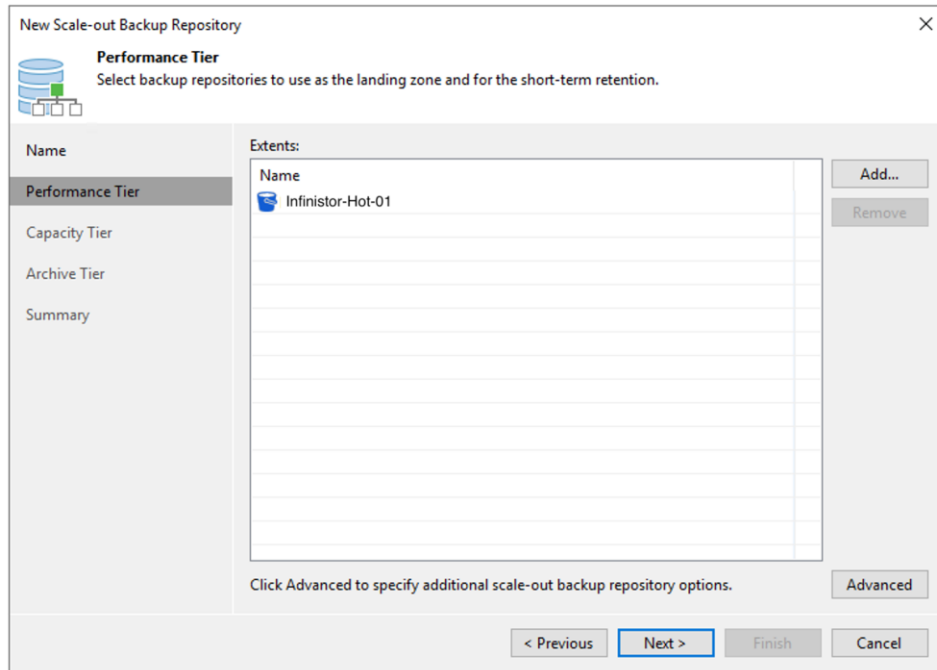 New Scale-out Backup Repository
Performance Tier
Select backup repositories to use as the landing zone and for the short-term retention.
Name
Performance Tier
Capacity Tier
Archive Tier
Summary
Extents:
Name
Infinistor-Hot-01
Add...
Remove
Click Advanced to specify additional scale-out backup repository options.
Advanced
< Previous
Next >
Finish
Cancel